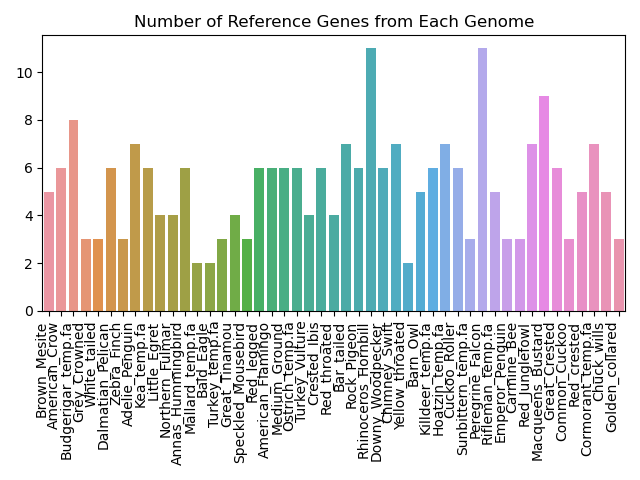 Number of Reference Genes from Each Genome
10
8
6
4
2
0
Brown_Mesite
American_Crow
Budgerigar_temp.fa
Grey_Crowned
White_tailed
Dalmatian_Pelican
Zebra_Finch
Adelie_Penguin
Kea_temp.fa
Little_Egret
Northern_Fulmar
Annas_Hummingbird
Mallard_temp.fa
Bald_Eagle
Turkey_temp.fa
Great_Tinamou
Speckled_Mousebird
Red_legged
American_Flamingo
Medium_Ground
Ostrich_temp.fa
Turkey_Vulture
Crested_Ibis
Red_throated
Bar_tailed
Rock_Pigeon
Rhinoceros_Hornbill
Downy_Woodpecker
Chimney_Swift
Yellow_throated
Barn_Owl
Killdeer_temp.fa
Hoatzin_temp.fa
Cuckoo_Roller
Sunbittern_temp.fa
Peregrine_Falcon
Rifleman_temp.fa
Emperor_Penguin
Carmine_Bee
Red_Junglefowl
Macqueens_Bustard
Great_Crested
Common_Cuckoo
Red_crested
Cormorant_temp.fa
Chuck_wills
Golden_collared